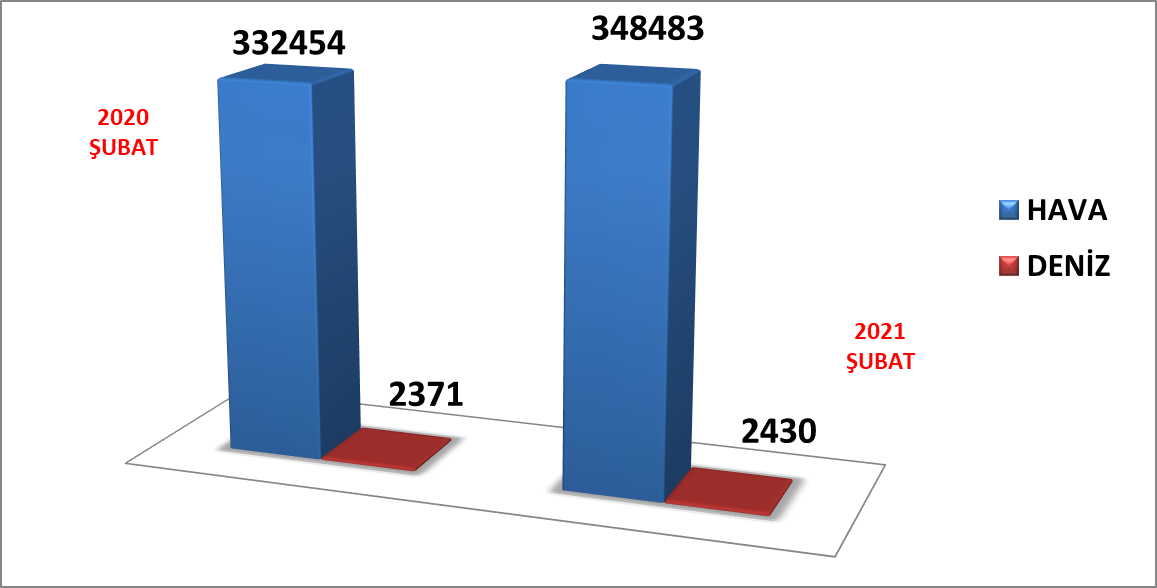 332454
348483
2020
ŞUBAT
HAVA
DENİZ
2021
ŞUBAT
2371
2430